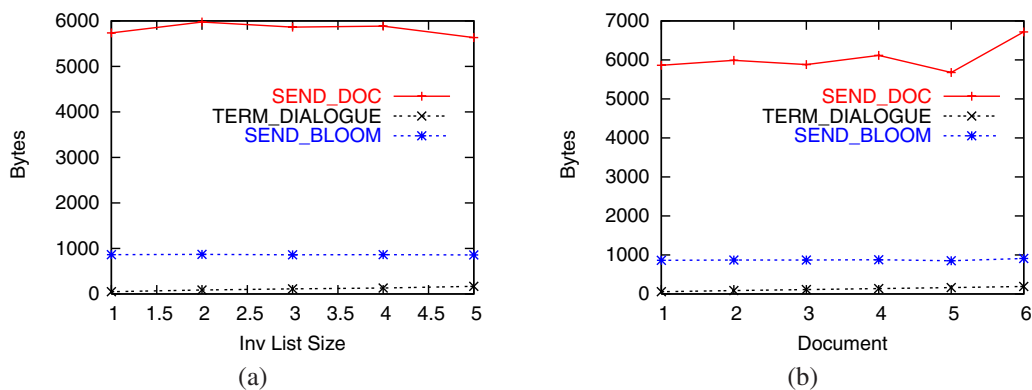 6000
5000
4000
3000
2000
1000
0
Bytes
SEND_DOC
TERM_DIALOGUE
SEND_BLOOM
1 1.5 2 2.5 3 3.5 4 4.5 5
Inv List Size
(a)
7000
6000
5000
4000
3000
2000
1000
0
Bytes
SEND_DOC
TERM_DIALOGUE
SEND_BLOOM
1 2 3 4 5 6
Document
(b)